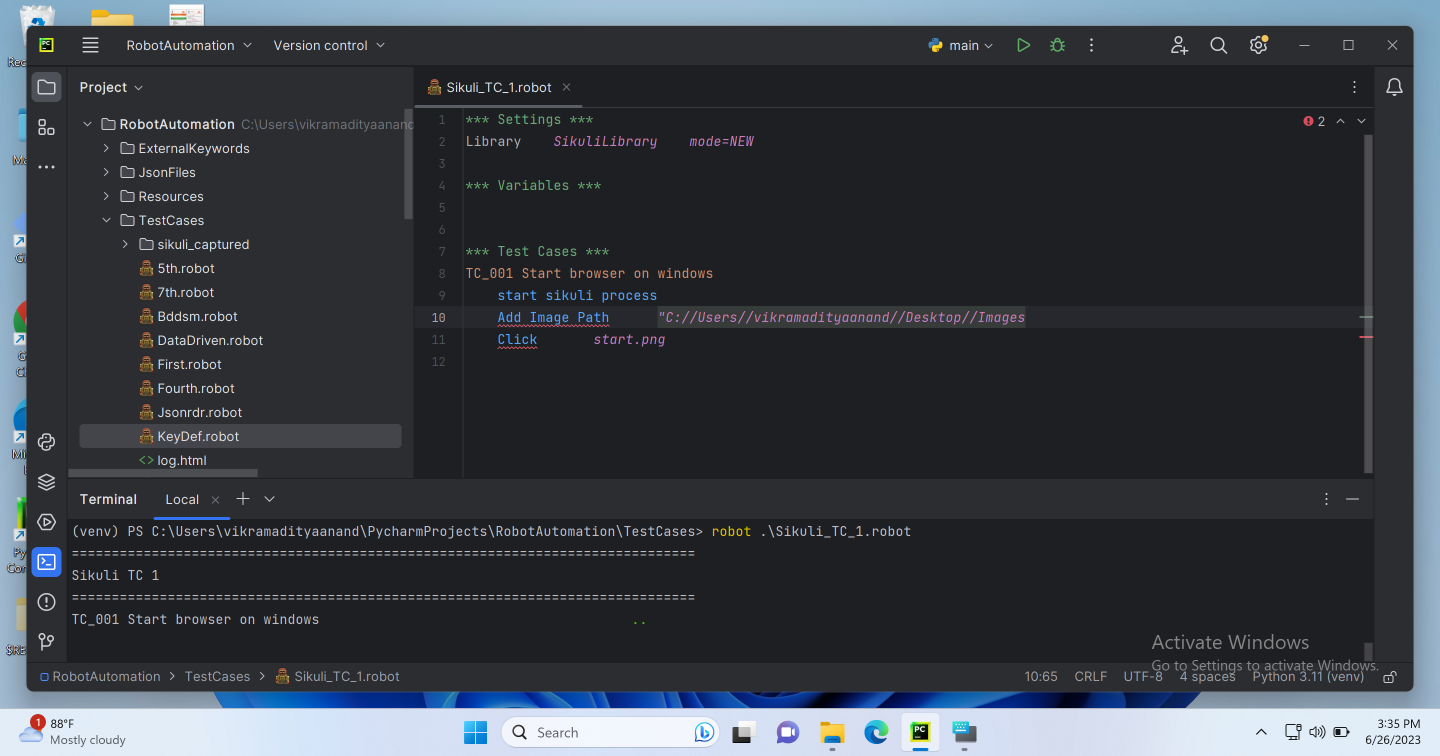 RobotAutomation
Version control
main
Project
Sikuli_TC_1.robot
RobotAutomation C:\Users\vikramadityaanand
ExternalKeywords
JsonFiles
Resources
TestCases
sikuli_captured
5th.robot
7th.robot
Bddsm.robot
DataDriven.robot
First.robot
Fourth.robot
Jsonrdr.robot
KeyDef.robot
log.html
1 *** Settings ***
2 Library SikuliLibrary mode=NEW
3
4 *** Variables ***
5
6
7 *** Test Cases ***
8 TC_001 Start browser on windows
9 start sikuli process
10 Add Image Path "C://Users//vikramadityaanand//Desktop//Images
11 Click start.png
12
2
Terminal
Local
(venv) PS C:\Users\vikramadityaanand\PycharmProjects\RobotAutomation\TestCases> robot .\Sikuli_TC_1.robot
==============================================================================
Sikuli TC 1
==============================================================================
TC_001 Start browser on windows ..
Activate Windows
Go to Settings to activate Windows.
RobotAutomation > TestCases > Sikuli_TC_1.robot
10:65 CRLF UTF-8 4 spaces Python 3.11 (venv)
1
88°F
Mostly cloudy
Search
3:35 PM
6/26/2023